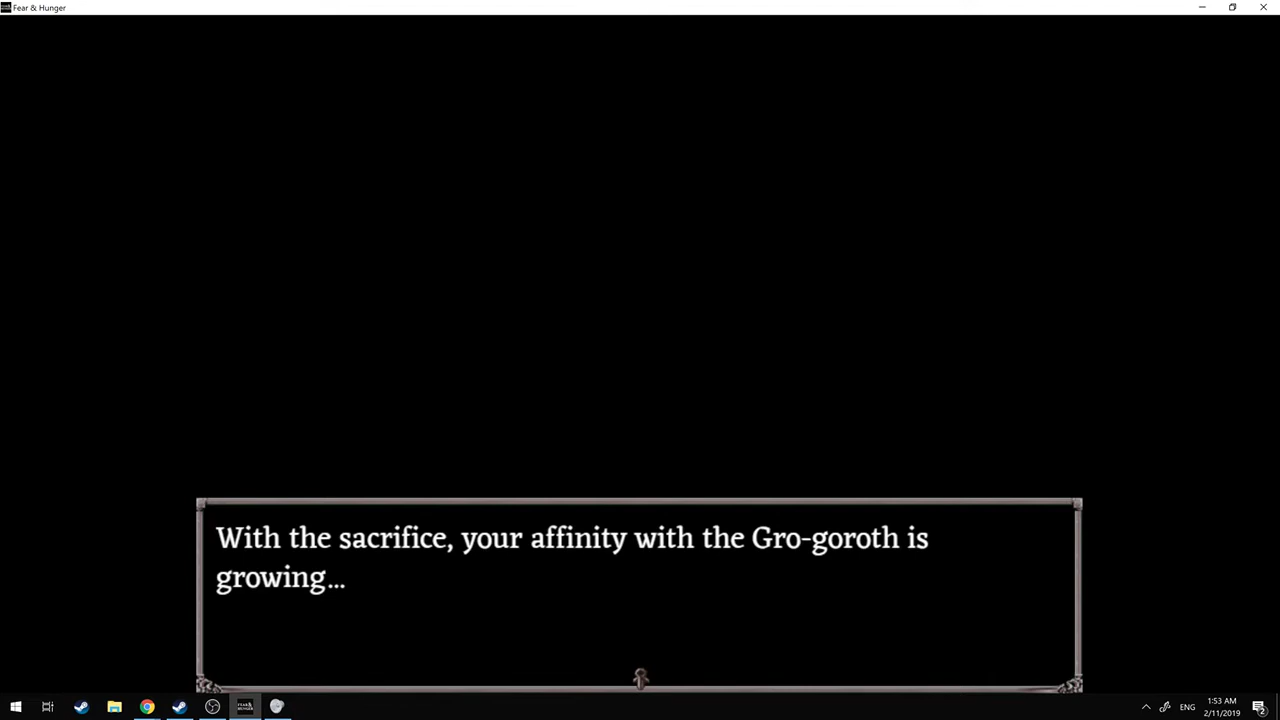 Fear & Hunger
With the sacrifice, your affinity with the Gro-goroth is
growing...
ENG
1:53 AM
2/11/2019
2